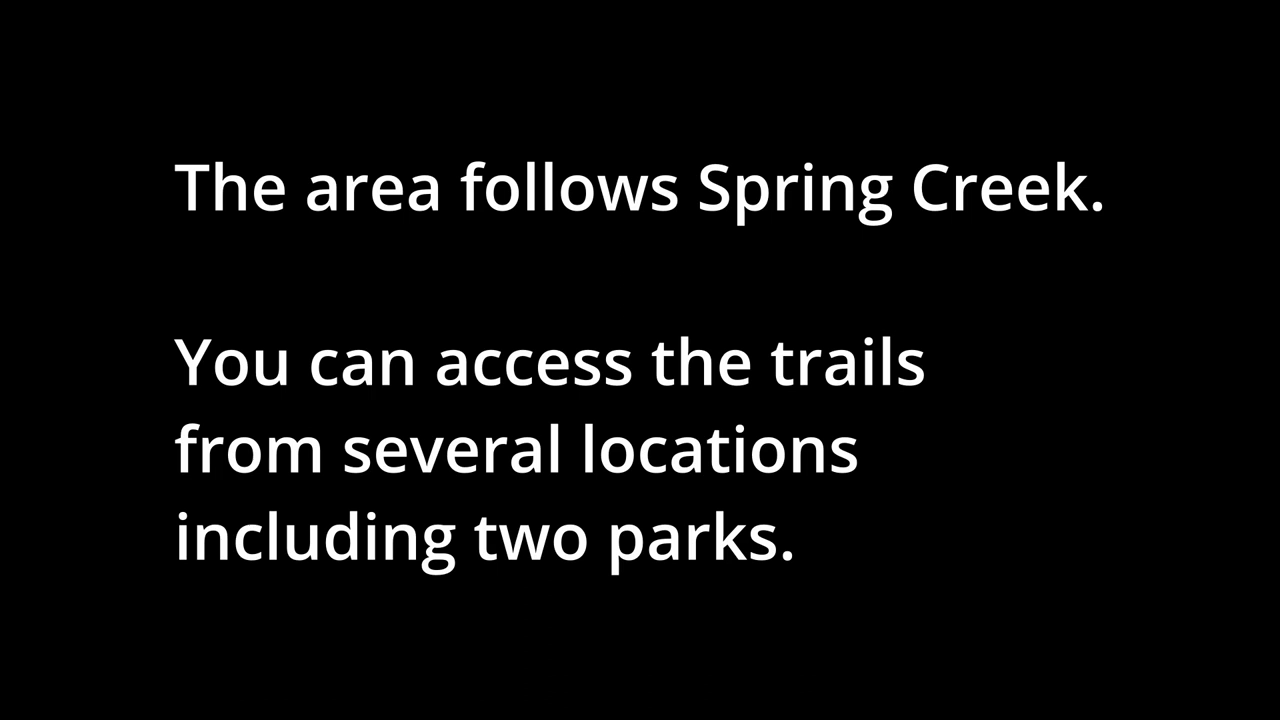 The area follows Spring Creek.
You can access the trails
from several locations
including two parks.